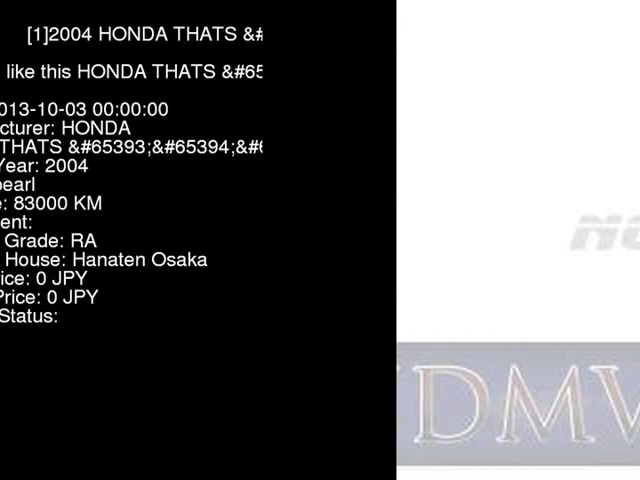 [1]2004 HONDA THATS &#
like this HONDA THATS &#65
013-10-03 00:00:00
cturer: HONDA
THATS &#65393;&#65394;&#6
Year: 2004
pearl
e: 83000 KM
ent:
Grade: RA
House: Hanaten Osaka
ice: 0 JPY
Price: 0 JPY
Status:
NO
DMV